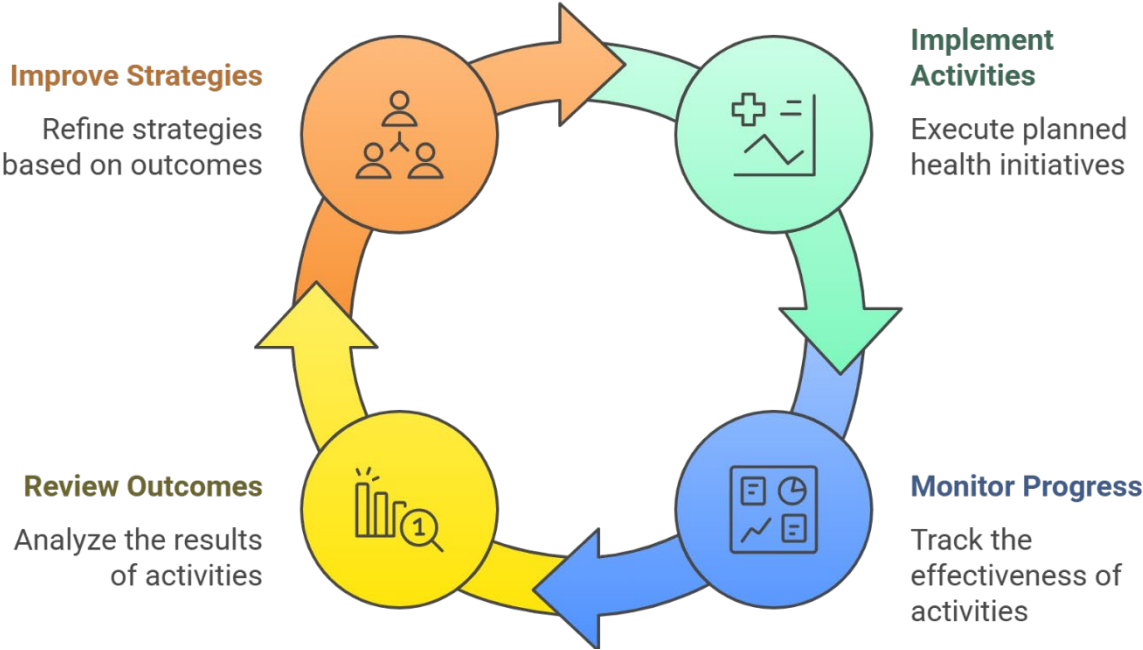 Improve Strategies
Refine strategies
based on outcomes
Implement
Activities
Execute planned
health initiatives
Review Outcomes
Analyze the results
of activities
1
Monitor Progress
Track the
effectiveness of
activities